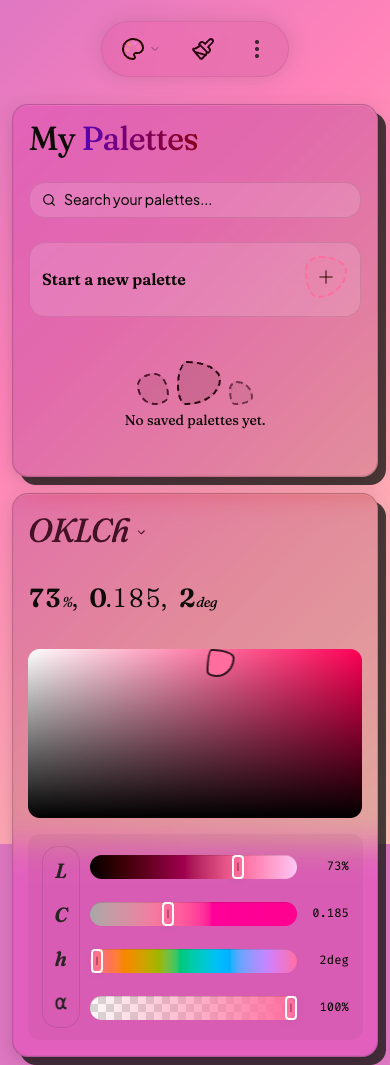 My Palettes
Search your palettes...
Start a new palette
No saved palettes yet.
OKLCh
73%, 0.185, 2deg
L 73%
C 0.185
h 2deg
α 100%